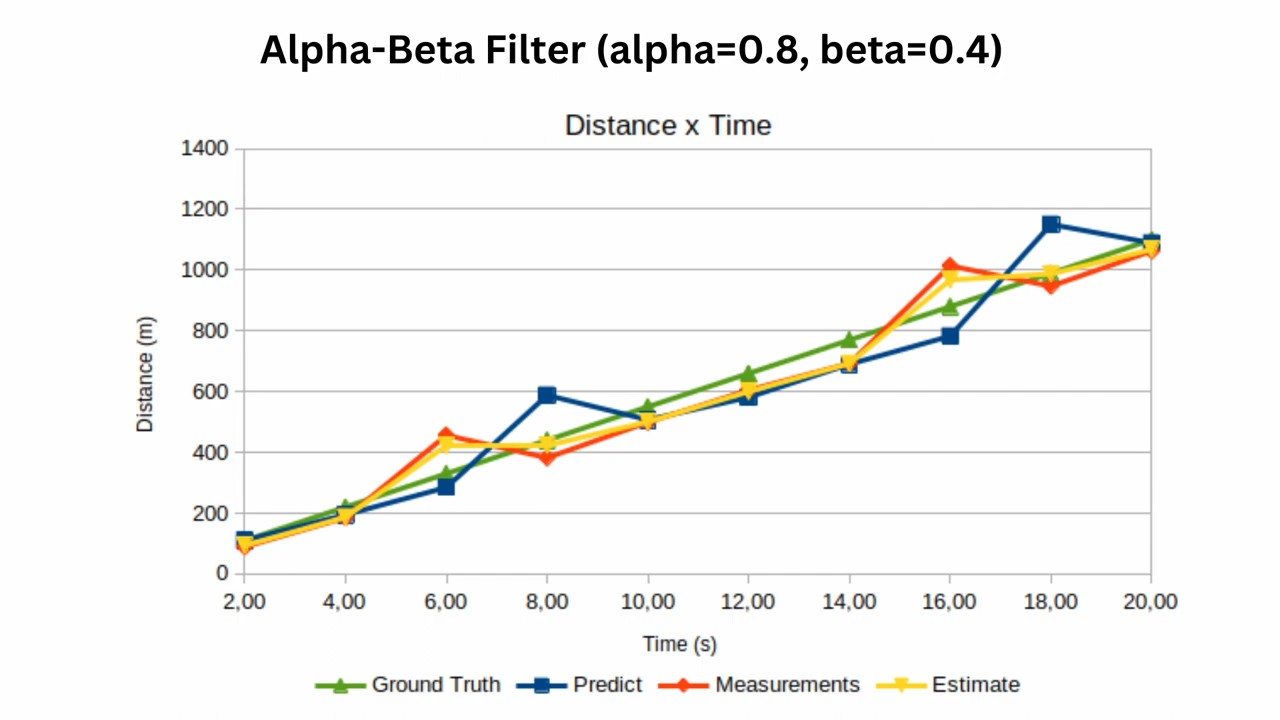 Alpha-Beta Filter (alpha=0.8, beta=0.4)
Distance x Time
1400
1200
1000
800
600
400
200
0
Distance (m)
2,00 4,00 6,00 8,00 10,00 12,00 14,00 16,00 18,00 20,00
Time (s)
Ground Truth Predict Measurements Estimate